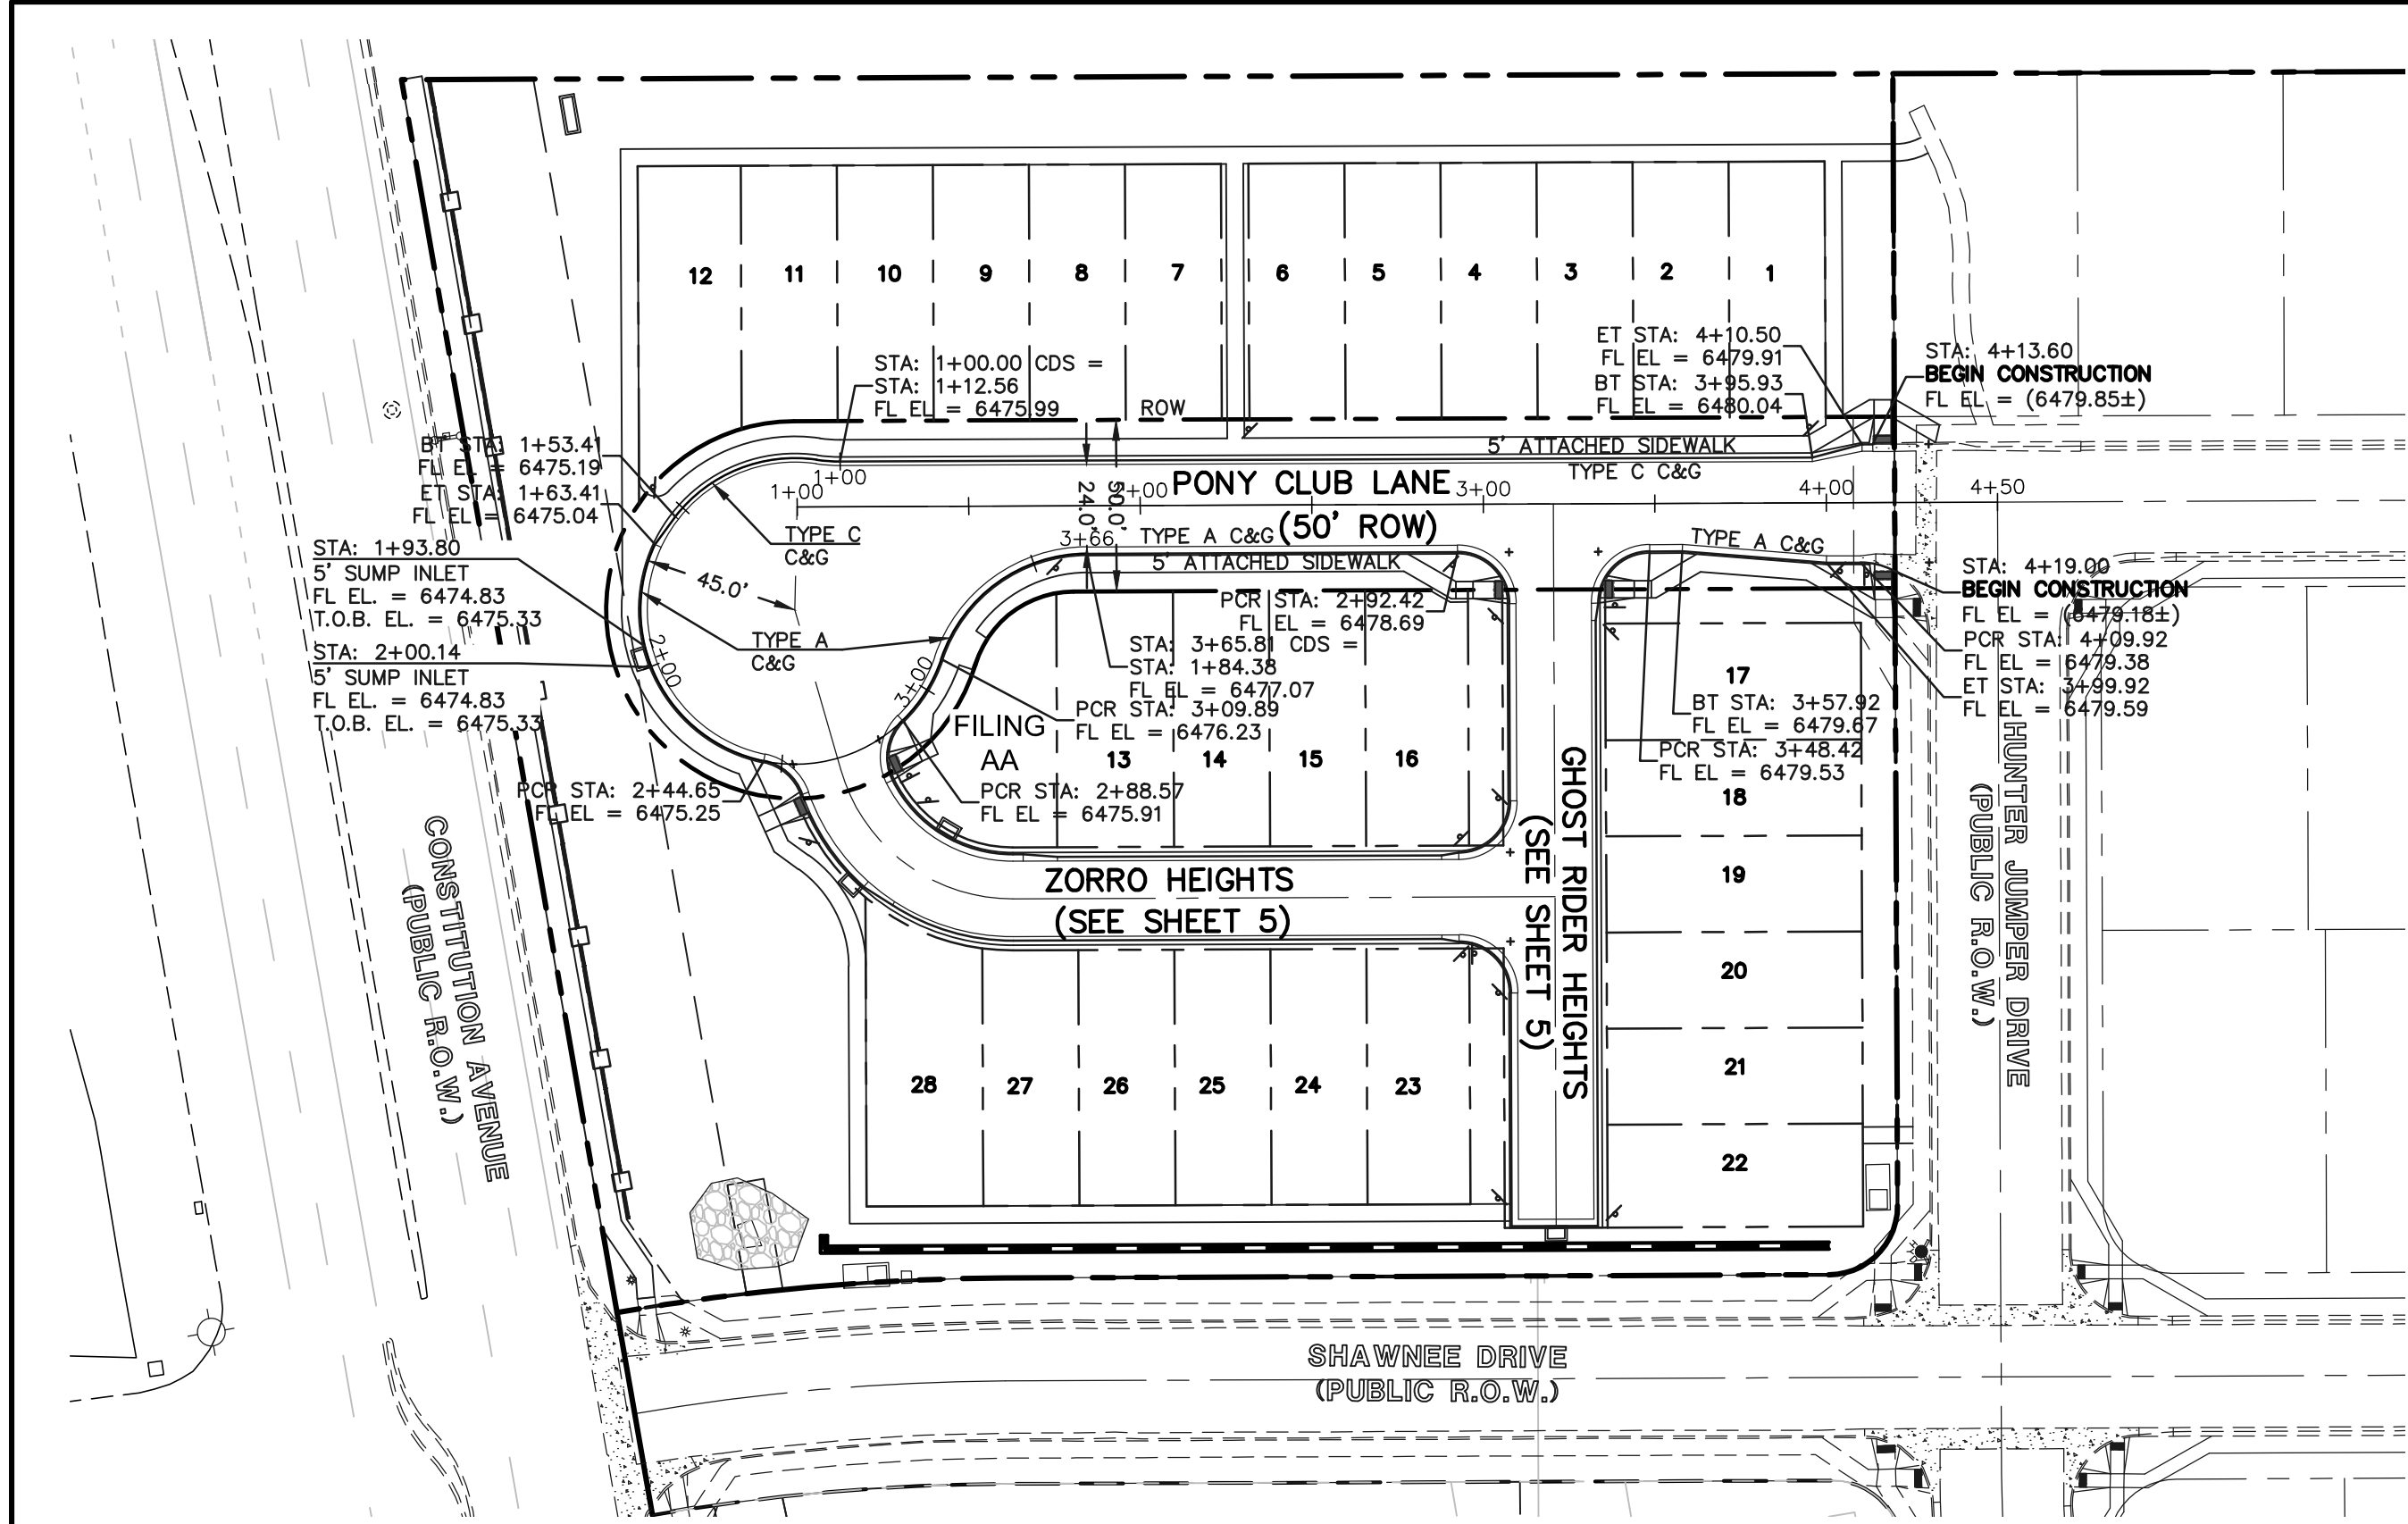 12
11
10
9
8
7
6
5
4
3
2
1
STA: 1+00.00 CDS =
STA: 1+12.56
FL EL = 6475.99
ROW
ET STA: 4+10.50
FL EL = 6479.91
BT STA: 3+95.93
FL EL = 6480.04
STA: 4+13.60
BEGIN CONSTRUCTION
FL EL = (6479.85±)
BT STA: 1+53.41
FL EL = 6475.19
ET STA: 1+63.41
FL EL = 6475.04
5' ATTACHED SIDEWALK
TYPE C C&G
1+00
1+00
24.0'
50.0'
PONY CLUB LANE
(50' ROW)
3+00
4+00
4+50
TYPE C
C&G
3+66
TYPE A C&G
5' ATTACHED SIDEWALK
TYPE A C&G
STA: 1+93.80
5' SUMP INLET
FL EL. = 6474.83
T.O.B. EL. = 6475.33
STA: 2+00.14
5' SUMP INLET
FL EL. = 6474.83
T.O.B. EL. = 6475.33
45.0'
TYPE A
C&G
2+00
3+00
PCR STA: 2+92.42
FL EL = 6478.69
STA: 3+65.81 CDS =
STA: 1+84.38
FL EL = 6477.07
PCR STA: 3+09.89
FL EL = 6476.23
FILING
AA
13
14
15
16
PCR STA: 2+88.57
FL EL = 6475.91
PCR STA: 2+44.65
FL EL = 6475.25
STA: 4+19.00
BEGIN CONSTRUCTION
FL EL = (6479.18±)
PCR STA: 4+09.92
FL EL = 6479.38
ET STA: 3+99.92
FL EL = 6479.59
17
BT STA: 3+57.92
FL EL = 6479.67
PCR STA: 3+48.42
FL EL = 6479.53
18
19
20
21
22
ZORRO HEIGHTS
(SEE SHEET 5)
GHOST RIDER HEIGHTS
(SEE SHEET 5)
HUNTER JUMPER DRIVE
(PUBLIC R.O.W.)
CONSTITUTION AVENUE
(PUBLIC R.O.W.)
28
27
26
25
24
23
SHAWNEE DRIVE
(PUBLIC R.O.W.)